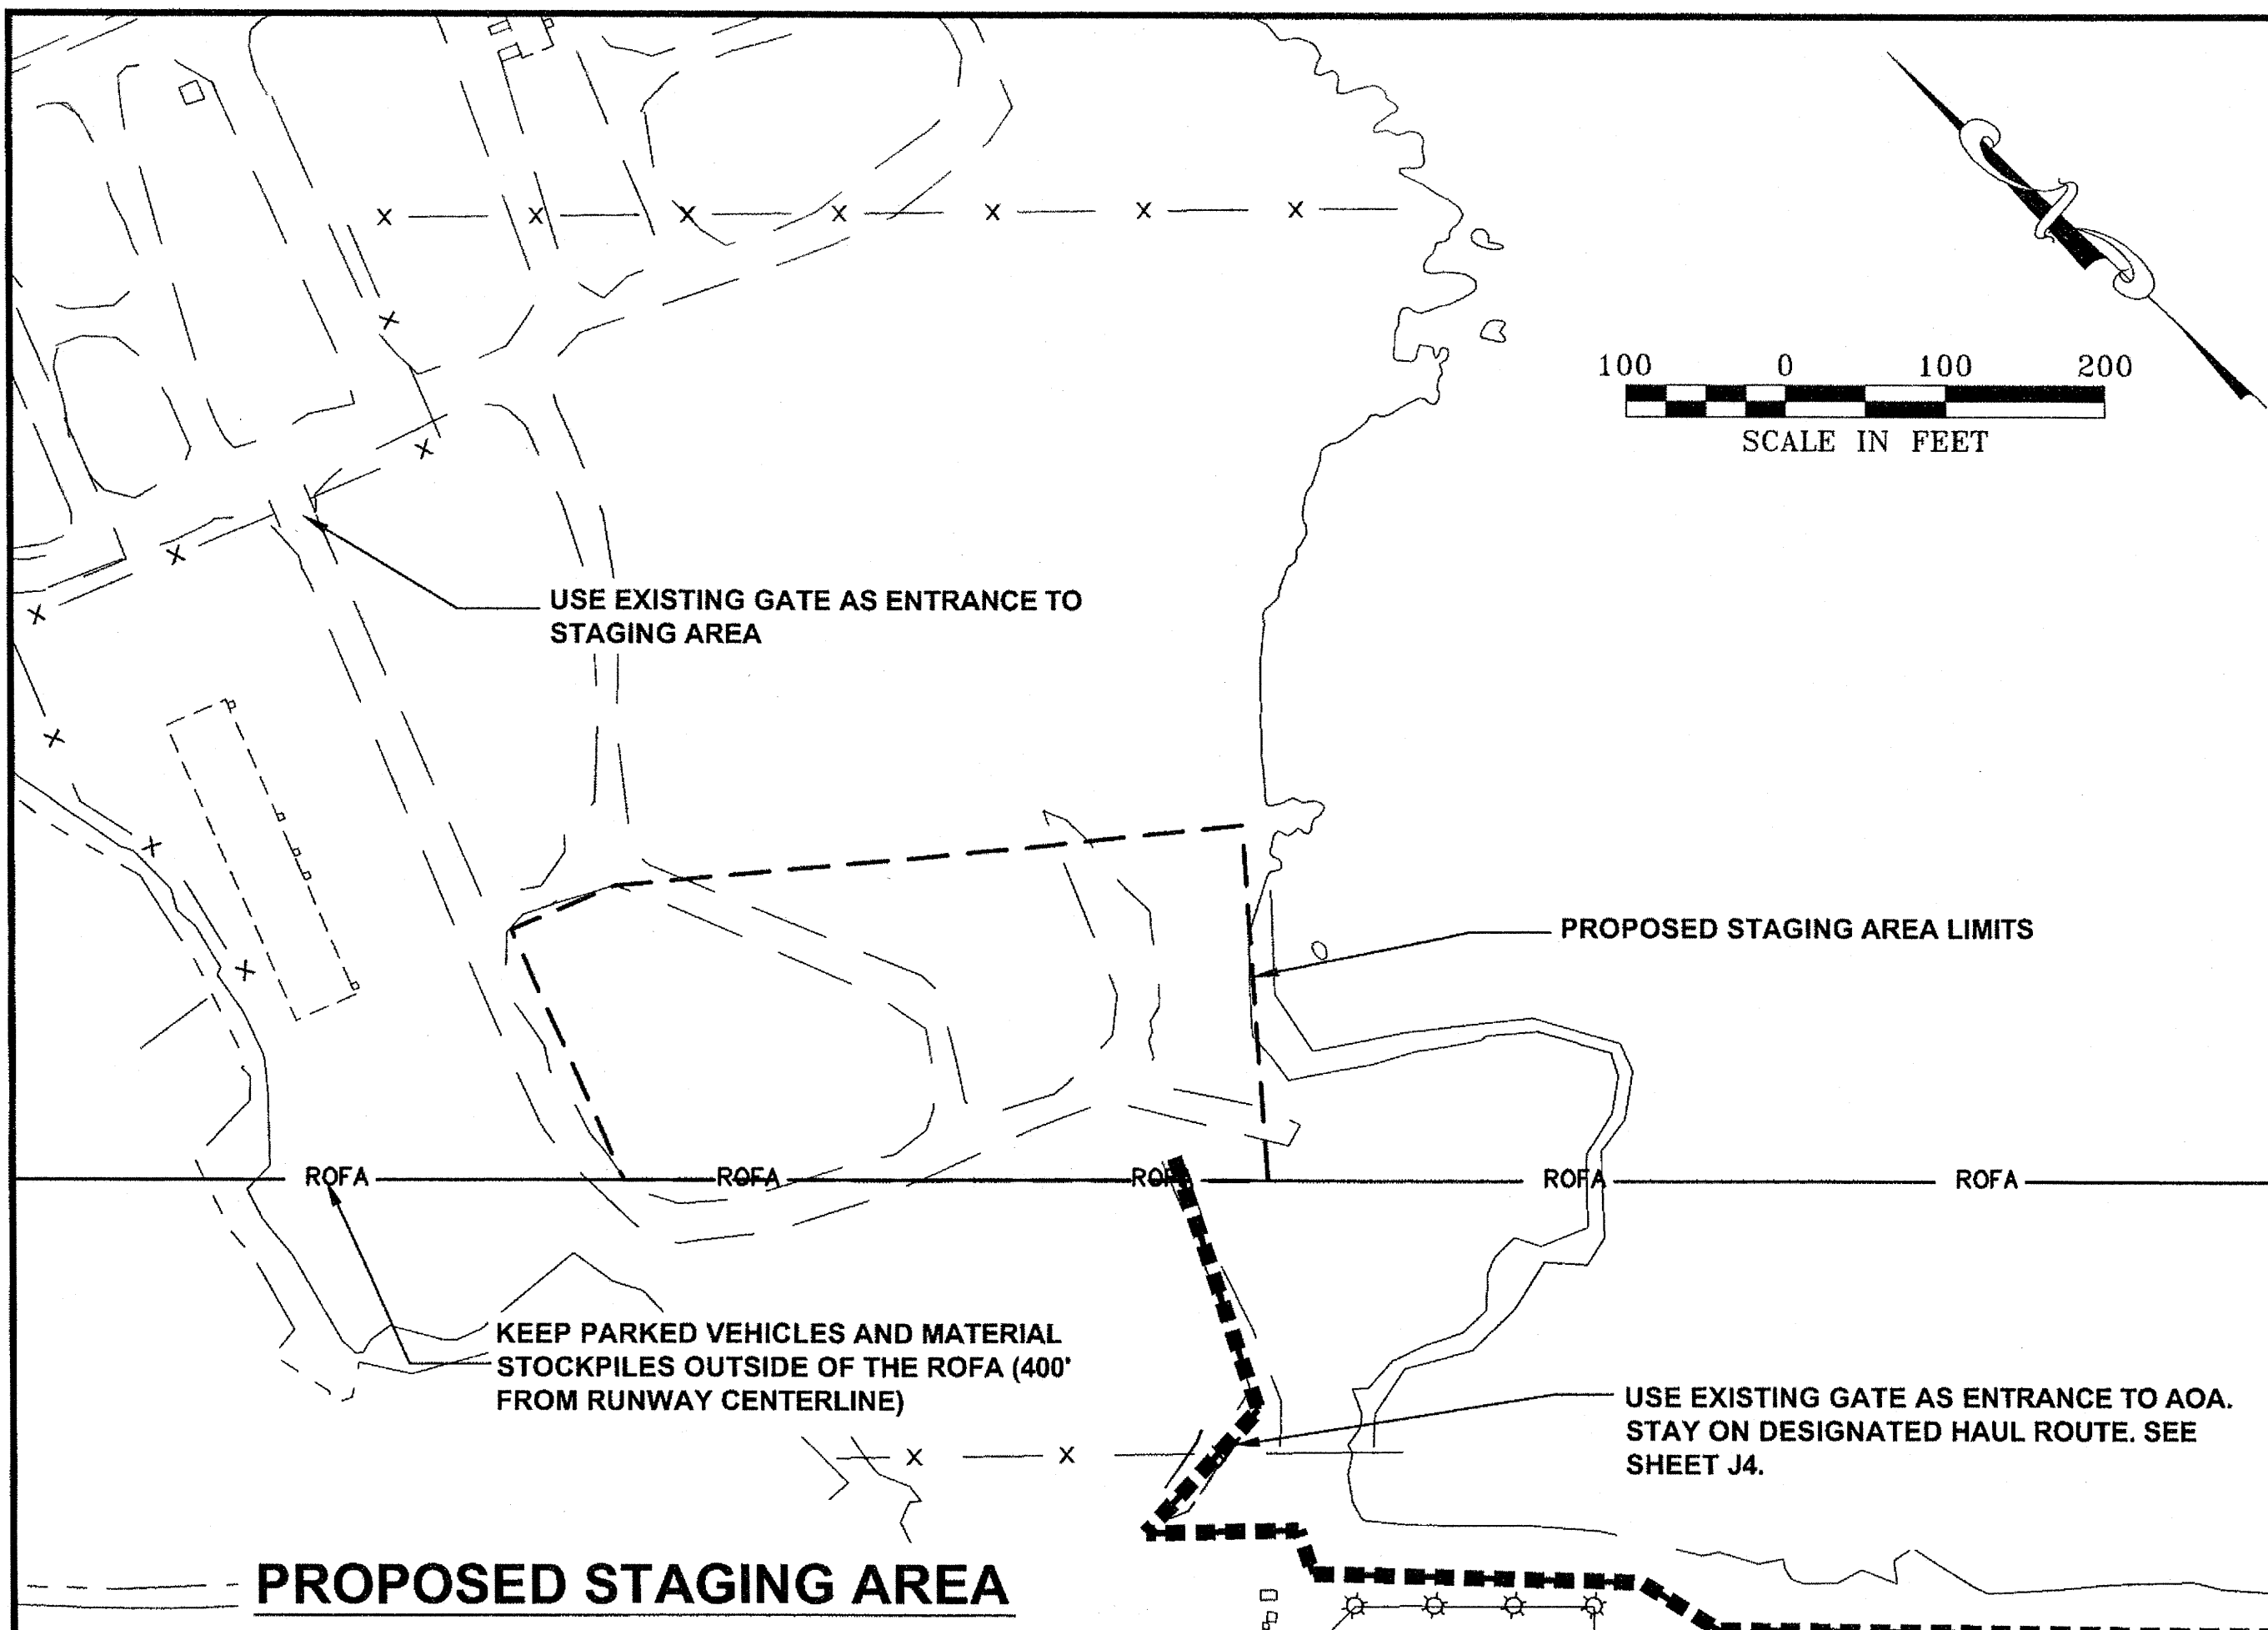 100 0 100 200
SCALE IN FEET
USE EXISTING GATE AS ENTRANCE TO
STAGING AREA
PROPOSED STAGING AREA LIMITS
ROFA ROFA ROFA ROFA ROFA
KEEP PARKED VEHICLES AND MATERIAL
STOCKPILES OUTSIDE OF THE ROFA (400'
FROM RUNWAY CENTERLINE)
USE EXISTING GATE AS ENTRANCE TO AOA.
STAY ON DESIGNATED HAUL ROUTE. SEE
SHEET J4.
PROPOSED STAGING AREA